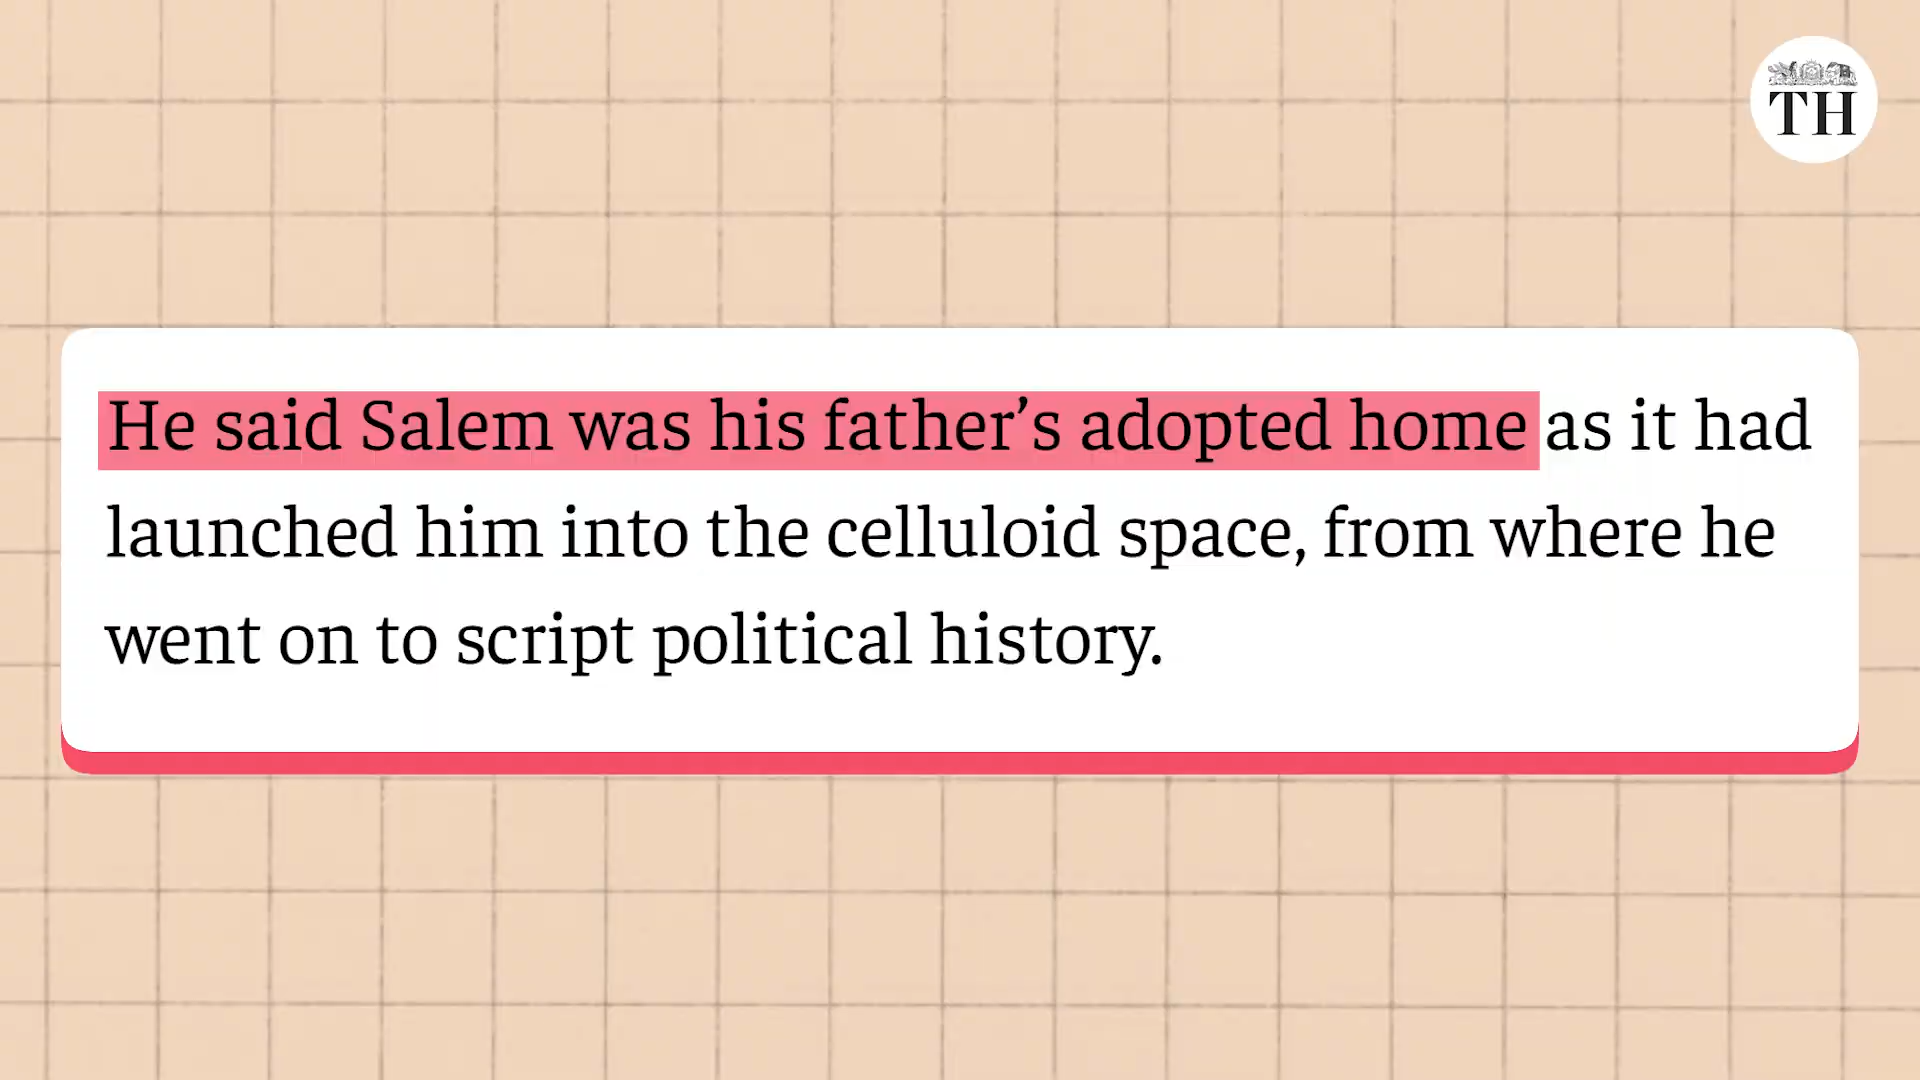 TH
He said Salem was his father’s adopted home as it had
launched him into the celluloid space, from where he
went on to script political history.